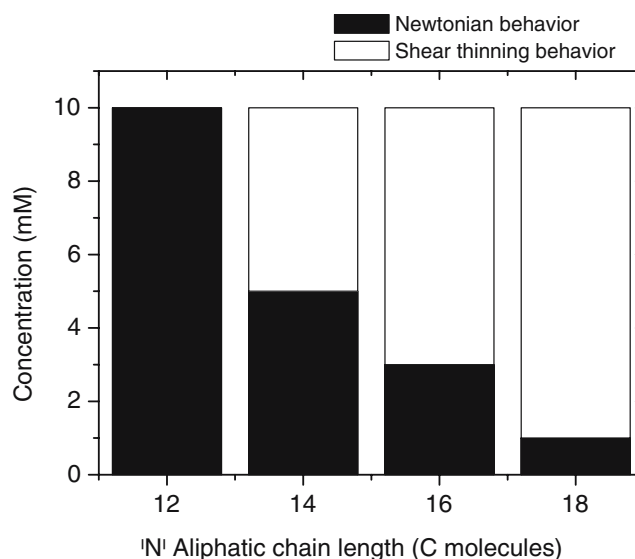 Newtonian behavior
Shear thinning behavior
10
8
6
4
2
0
Concentration (mM)
12 14 16 18
'N' Aliphatic chain length (C molecules)